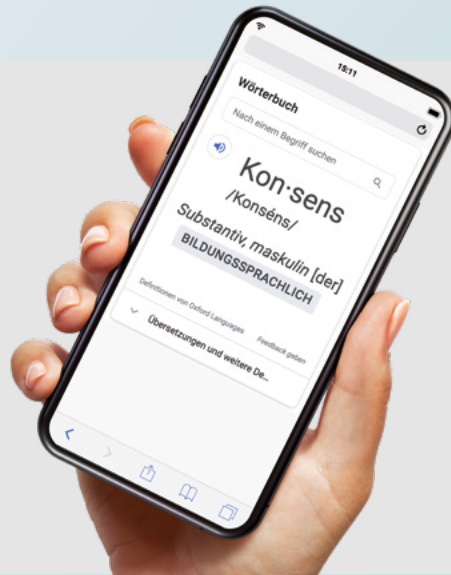 15:11
Wörterbuch
Nach einem Begriff suchen
Kon·sens
/Konséns/
Substantiv, maskulin [der]
BILDUNGSSPRACHLICH
Definitionen von Oxford Languages Feedback geben
Übersetzungen und weitere De...